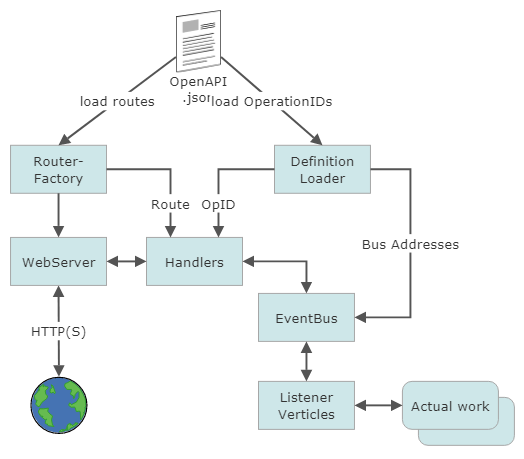 OpenAPI
.json
load routes
load OperationIDs
Router-
Factory
Definition
Loader
Route
OpID
Bus Addresses
WebServer
Handlers
EventBus
HTTP(S)
Listener
Verticles
Actual work